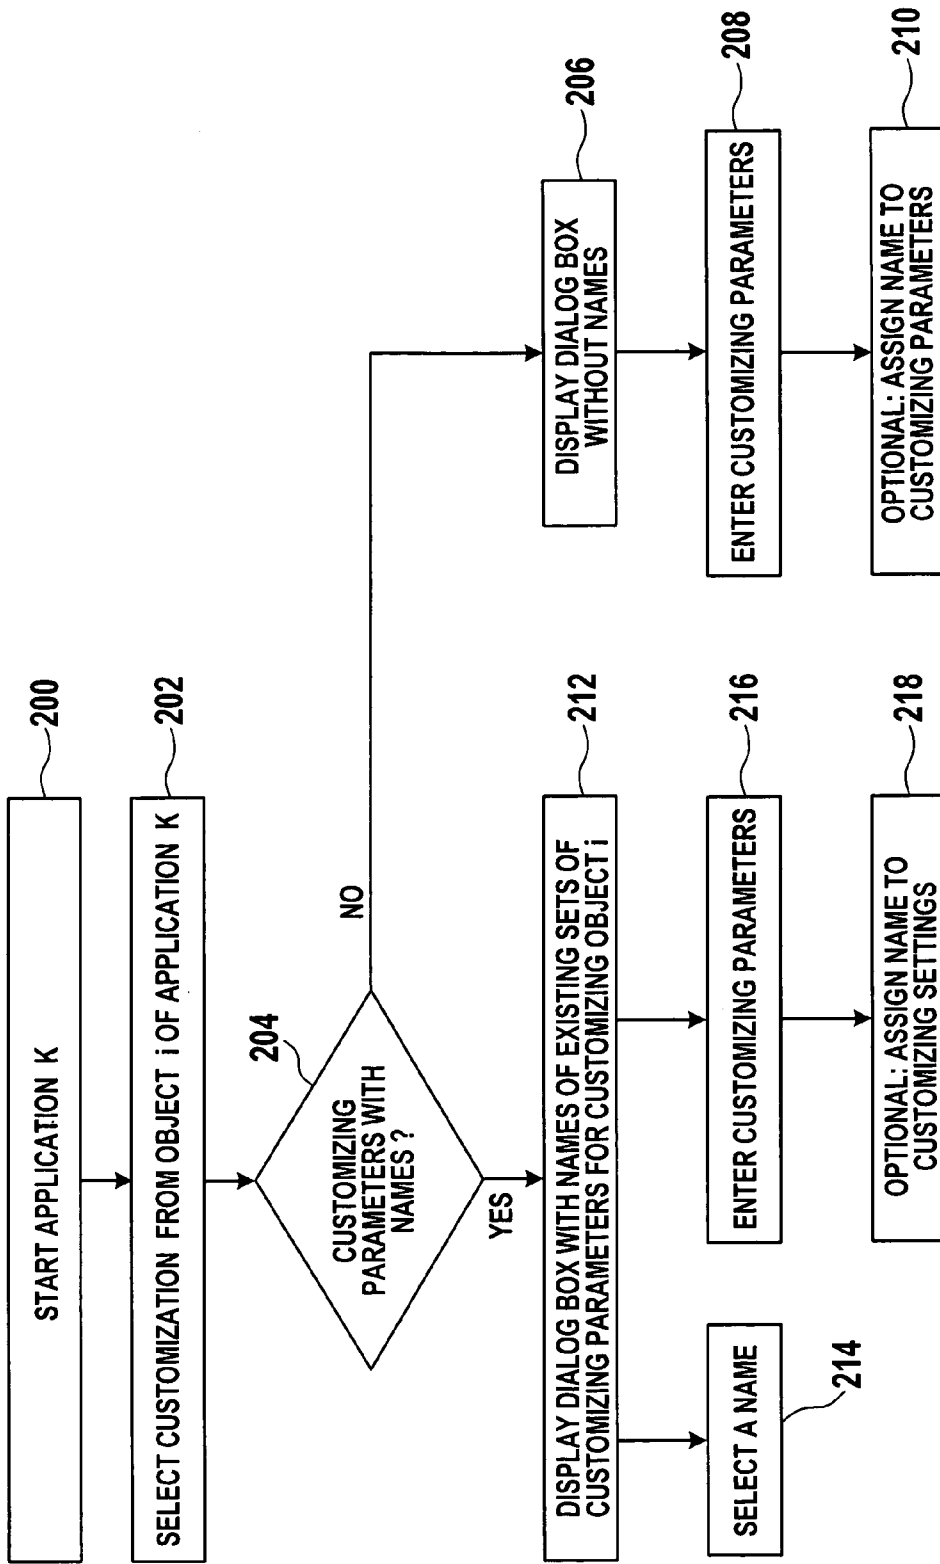 START APPLICATION K
200
SELECT CUSTOMIZATION FROM OBJECT i OF APPLICATION K
202
CUSTOMIZING
PARAMETERS WITH
NAMES ?
204
NO
YES
DISPLAY DIALOG BOX
WITHOUT NAMES
206
ENTER CUSTOMIZING PARAMETERS
208
OPTIONAL: ASSIGN NAME TO
CUSTOMIZING PARAMETERS
210
DISPLAY DIALOG BOX WITH NAMES OF EXISTING SETS OF
CUSTOMIZING PARAMETERS FOR CUSTOMIZING OBJECT i
212
SELECT A NAME
214
ENTER CUSTOMIZING PARAMETERS
216
OPTIONAL: ASSIGN NAME TO
CUSTOMIZING SETTINGS
218